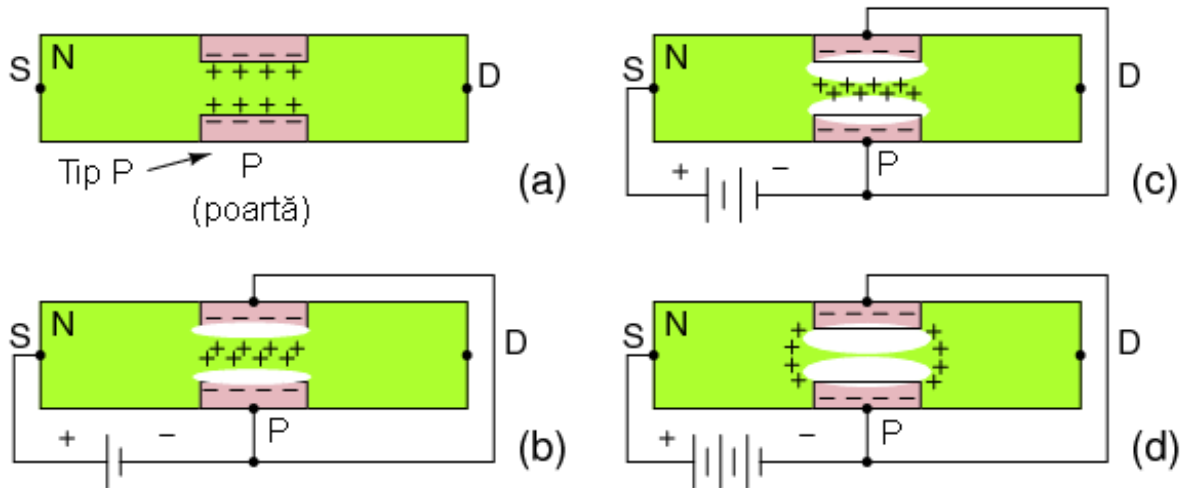 S N D
+ + + +
+ + + +
Tip P P
(poartă)
(a)
S N D
+ − P
(c)
S N D
+ − P
(b)
S N D
+ − P
(d)